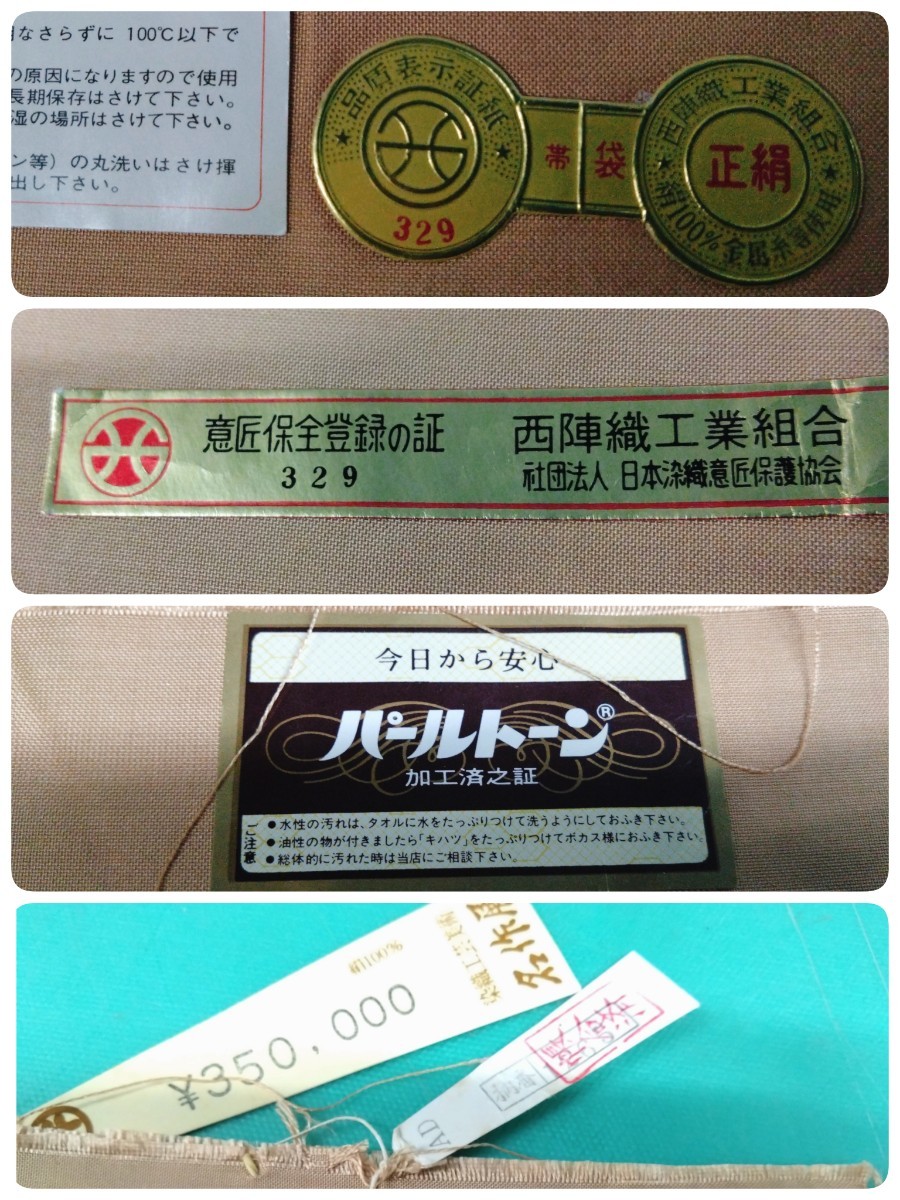 なさらずに 100℃以下で
の原因になりますので使用
長期保存はさけて下さい。
湿の場所はさけて下さい。
ン等）の丸洗いはさけ揮
出し下さい。
品質表示証紙
329
帯 袋
西陣織工業組合
正絹
絹100% 金属糸等使用
意匠保全登録の証
329
西陣織工業組合
社団法人 日本染織意匠保護協会
今日から安心
パールトーン®
加工済之証
ご注意
●水性の汚れは、タオルに水をたっぷりつけて洗うようにしておふき下さい。
●油性の物が付きましたら「キハツ」をたっぷりつけてボカス様におふき下さい。
●総体的に汚れた時は当店にご相談下さい。
名作展
染織工芸美術
絹100%
¥350,000
AD